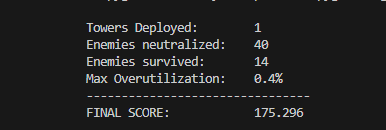 Towers Deployed: 1
Enemies neutralized: 40
Enemies survived: 14
Max Overutilization: 0.4%
--------------------------------
FINAL SCORE: 175.296